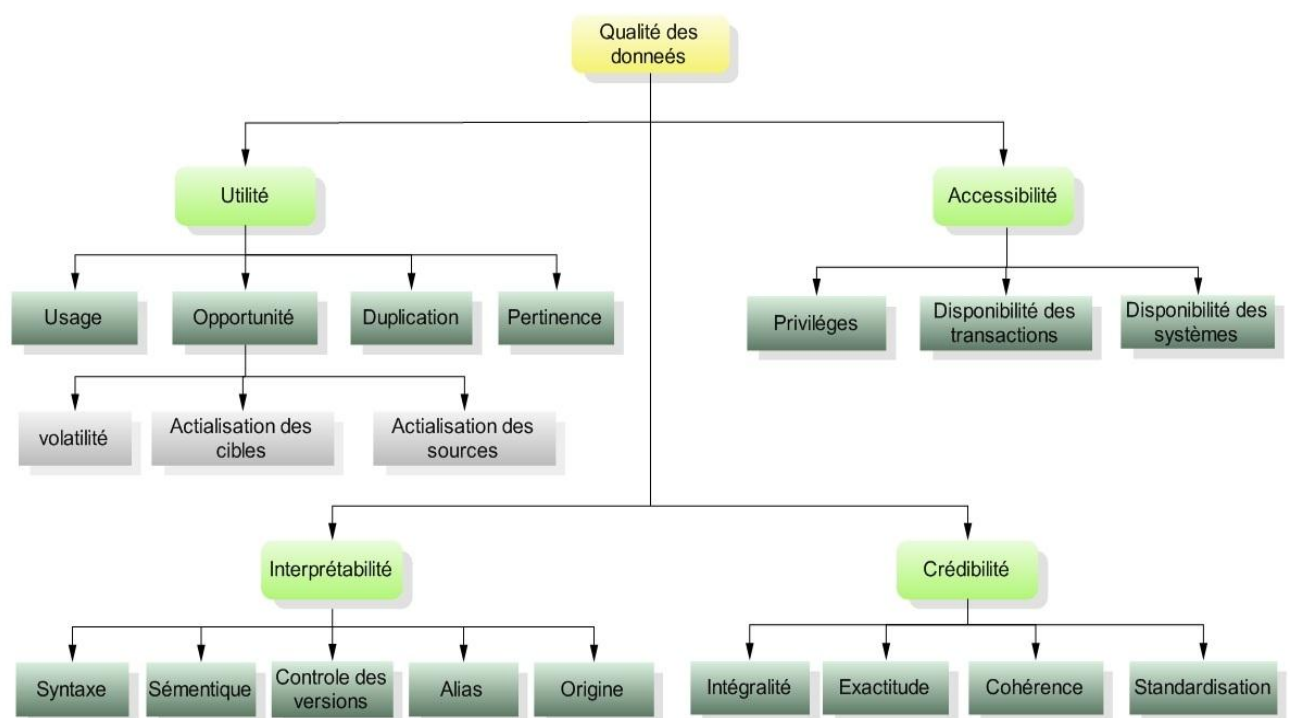 Qualité des
donneés
Utilité
Accessibilité
Usage
Opportunité
Duplication
Pertinence
Priviléges
Disponibilité des
transactions
Disponibilité des
systèmes
volatilité
Actialisation des
cibles
Actialisation des
sources
Interprétabilité
Crédibilité
Syntaxe
Sémentique
Controle des
versions
Alias
Origine
Intégralité
Exactitude
Cohérence
Standardisation